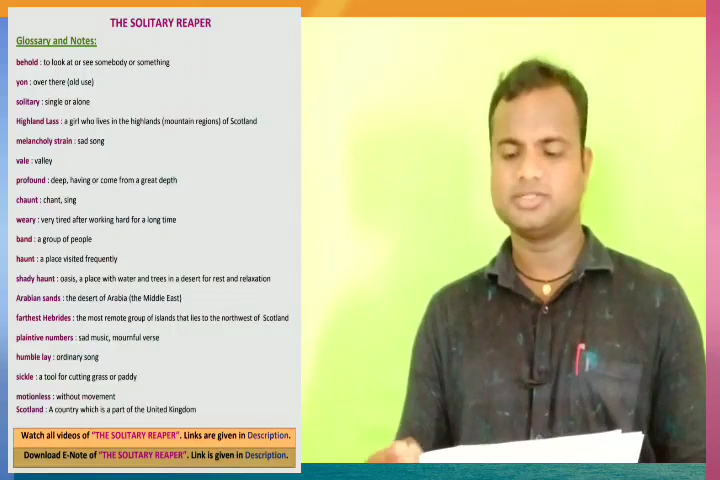 THE SOLITARY REAPER
Glossary and Notes:
behold : to look at or see somebody or something
yon : over there (old use)
solitary : single or alone
Highland Lass : a girl who lives in the highlands (mountain regions) of Scotland
melancholy strain : sad song
vale : valley
profound : deep, having or come from a great depth
chaunt : chant, sing
weary : very tired after working hard for a long time
band : a group of people
haunt : a place visited frequently
shady haunt : oasis, a place with water and trees in a desert for rest and relaxation
Arabian sands : the desert of Arabia (the Middle East)
farthest Hebrides : the most remote group of islands that lies to the northwest of Scotland
plaintive numbers : sad music, mournful verse
humble lay : ordinary song
sickle : a tool for cutting grass or paddy
motionless : without movement
Scotland : A country which is a part of the United Kingdom
Watch all videos of "THE SOLITARY REAPER". Links are given in Description.
Download E-Note of "THE SOLITARY REAPER". Link is given in Description.